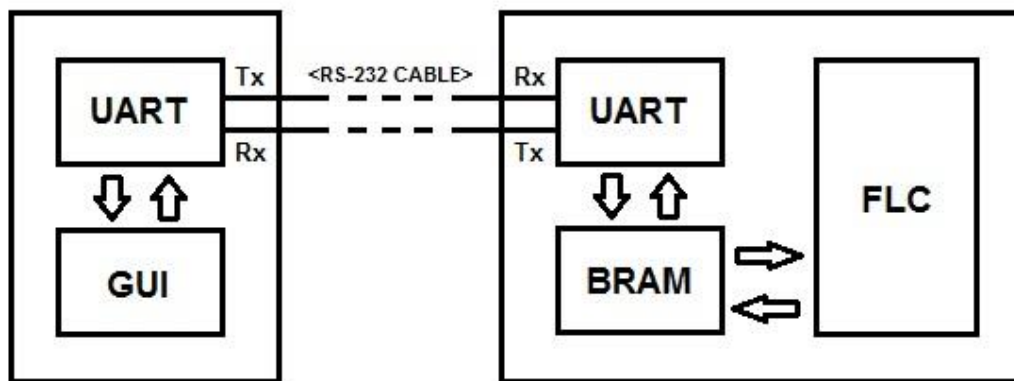 Tx <RS-232 CABLE> Rx
UART UART
Rx Tx
FLC
GUI BRAM